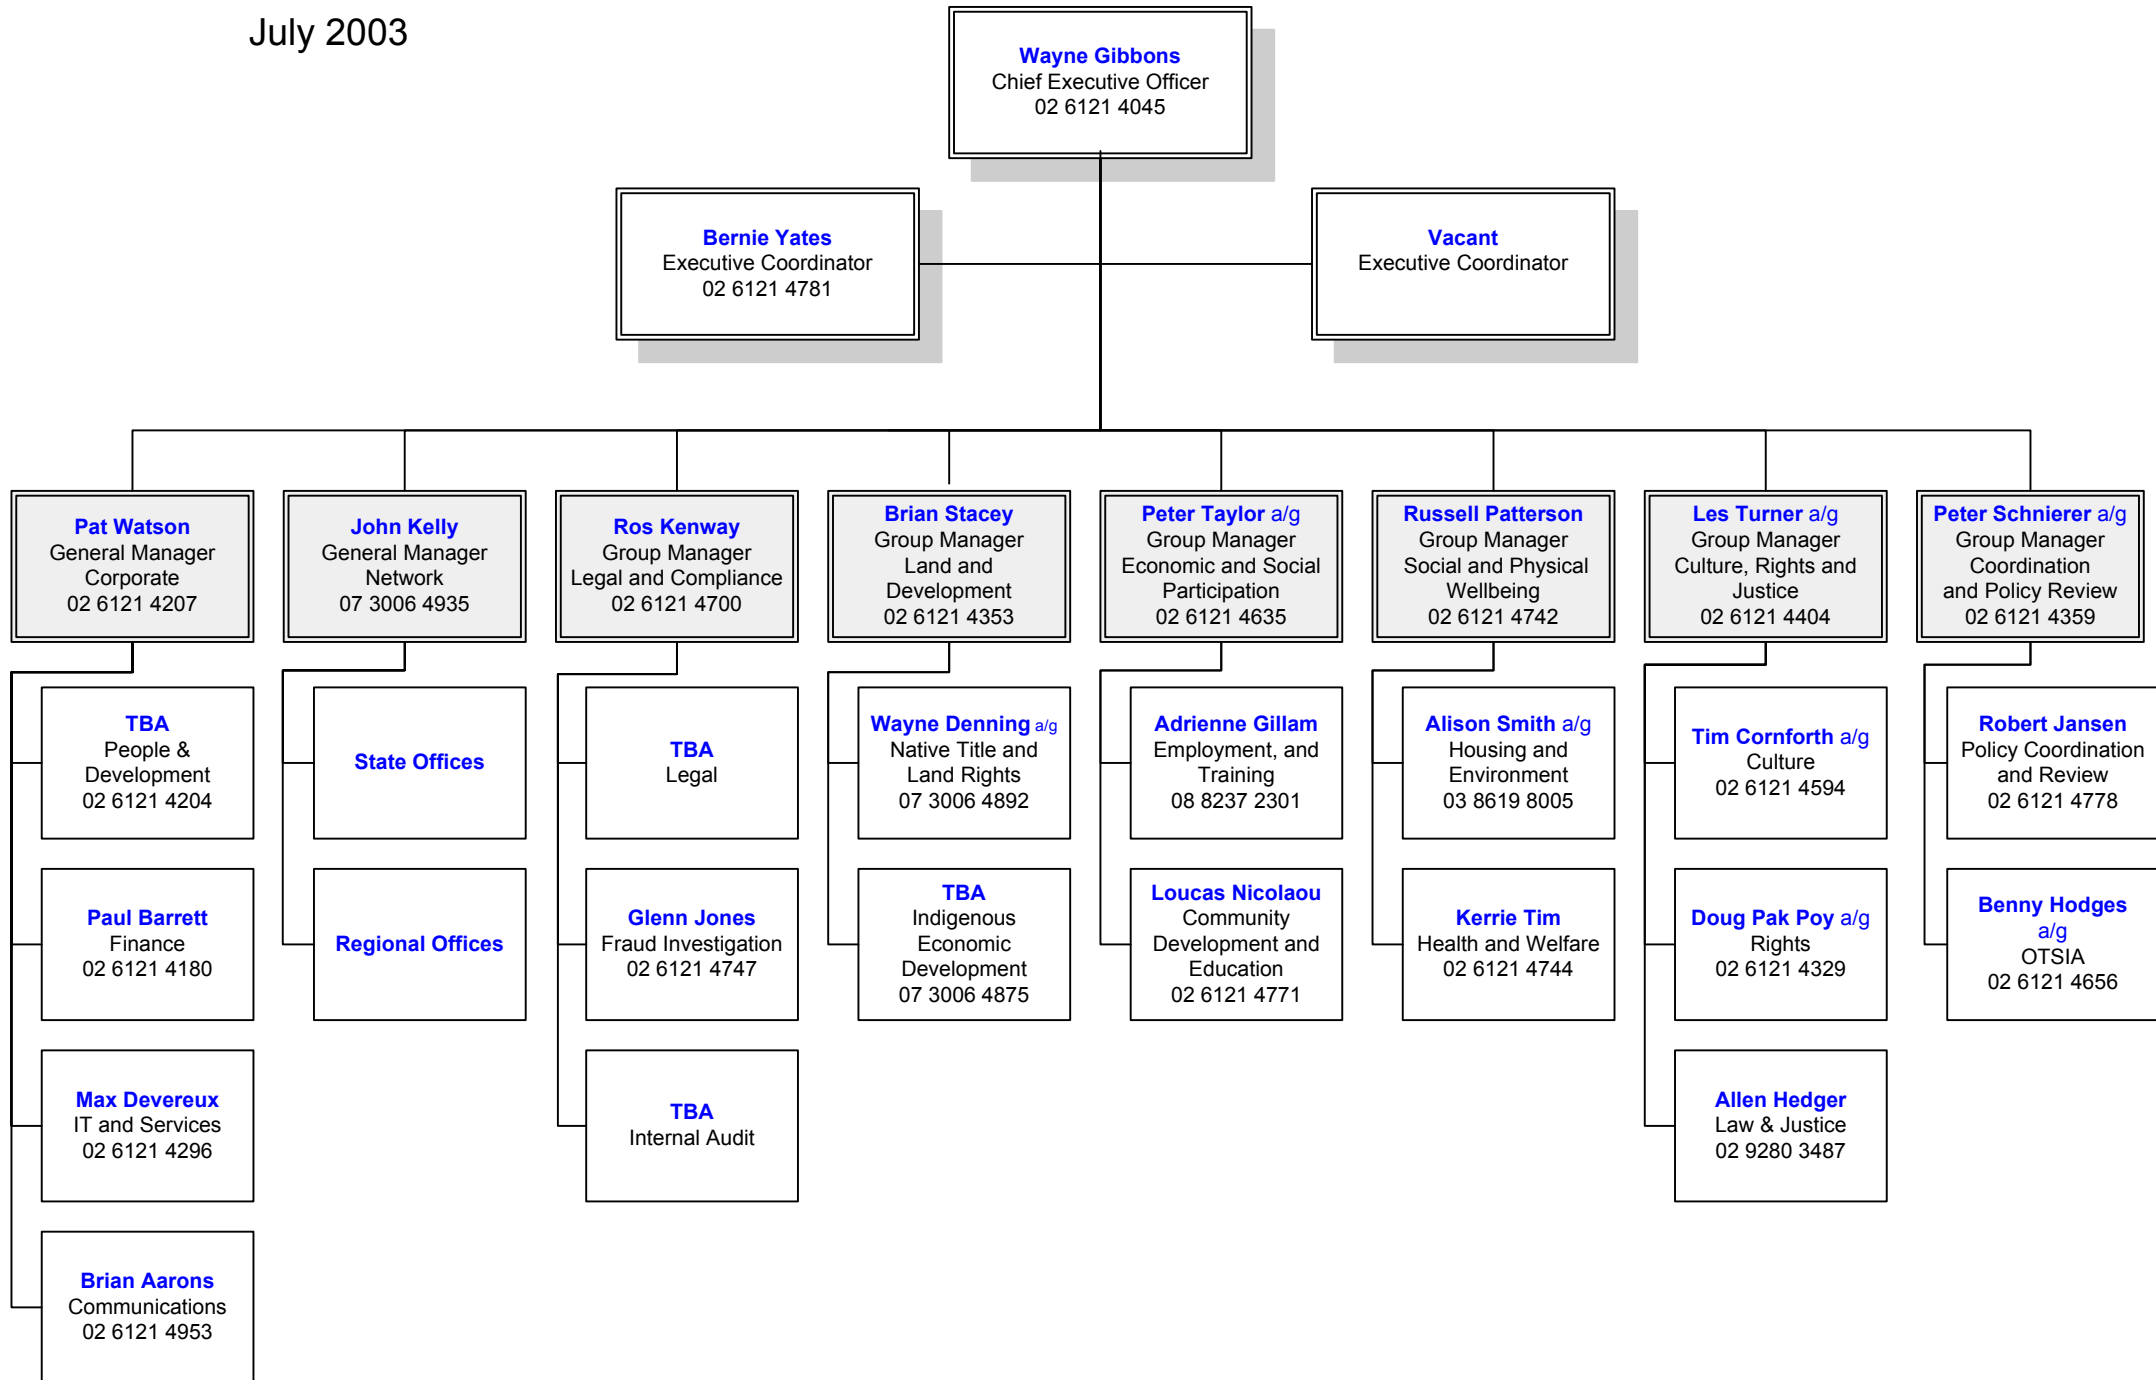 July 2003
Wayne Gibbons
Chief Executive Officer
02 6121 4045
Bernie Yates
Executive Coordinator
02 6121 4781
Vacant
Executive Coordinator
Pat Watson
General Manager
Corporate
02 6121 4207
John Kelly
General Manager
Network
07 3006 4935
Ros Kenway
Group Manager
Legal and Compliance
02 6121 4700
Brian Stacey
Group Manager
Land and
Development
02 6121 4353
Peter Taylor a/g
Group Manager
Economic and Social
Participation
02 6121 4635
Russell Patterson
Group Manager
Social and Physical
Wellbeing
02 6121 4742
Les Turner a/g
Group Manager
Culture, Rights and
Justice
02 6121 4404
Peter Schnierer a/g
Group Manager
Coordination
and Policy Review
02 6121 4359
TBA
People &
Development
02 6121 4204
State Offices
TBA
Legal
Wayne Denning a/g
Native Title and
Land Rights
07 3006 4892
Adrienne Gillam
Employment, and
Training
08 8237 2301
Alison Smith a/g
Housing and
Environment
03 8619 8005
Tim Cornforth a/g
Culture
02 6121 4594
Robert Jansen
Policy Coordination
and Review
02 6121 4778
Paul Barrett
Finance
02 6121 4180
Regional Offices
Glenn Jones
Fraud Investigation
02 6121 4747
TBA
Indigenous
Economic
Development
07 3006 4875
Loucas Nicolaou
Community
Development and
Education
02 6121 4771
Kerrie Tim
Health and Welfare
02 6121 4744
Doug Pak Poy a/g
Rights
02 6121 4329
Benny Hodges
a/g
OTSIA
02 6121 4656
Max Devereux
IT and Services
02 6121 4296
TBA
Internal Audit
Allen Hedger
Law & Justice
02 9280 3487
Brian Aarons
Communications
02 6121 4953